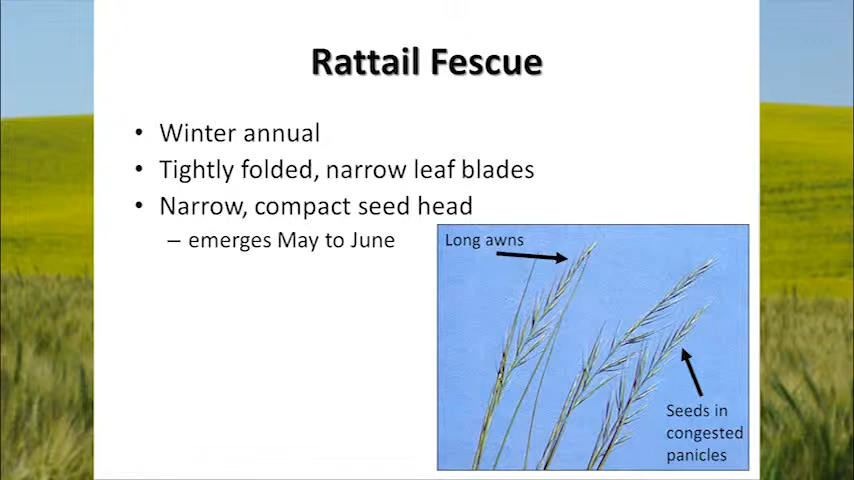 Rattail Fescue
• Winter annual
• Tightly folded, narrow leaf blades
• Narrow, compact seed head
– emerges May to June
Long awns
Seeds in
congested
panicles